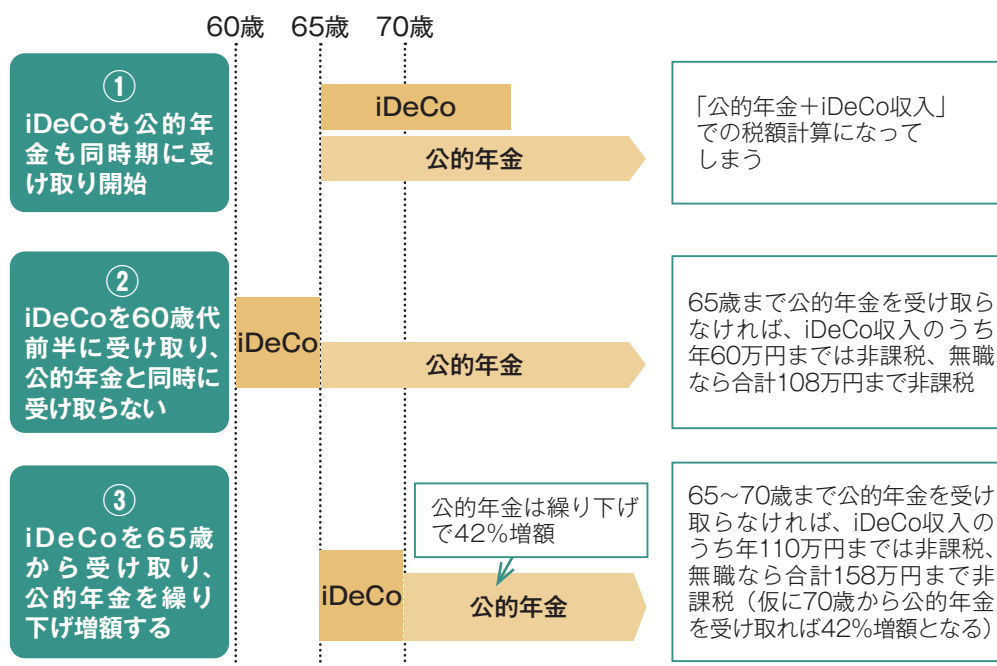 60歳 65歳 70歳
①
iDeCoも公的年
金も同時期に受
け取り開始
iDeCo
公的年金
「公的年金+iDeCo収入」
での税額計算になって
しまう
②
iDeCoを60歳代
前半に受け取り、
公的年金と同時に
受け取らない
iDeCo
公的年金
65歳まで公的年金を受け取ら
なければ、iDeCo収入のうち
年60万円までは非課税、無職
なら合計108万円まで非課税
③
iDeCoを65歳
から受け取り、
公的年金を繰り
下げ増額する
公的年金は繰り下げ
で42%増額
iDeCo
公的年金
65〜70歳まで公的年金を受け
取らなければ、iDeCo収入の
うち年110万円までは非課税、
無職なら合計158万円まで非
課税（仮に70歳から公的年金
を受け取れば42%増額となる）